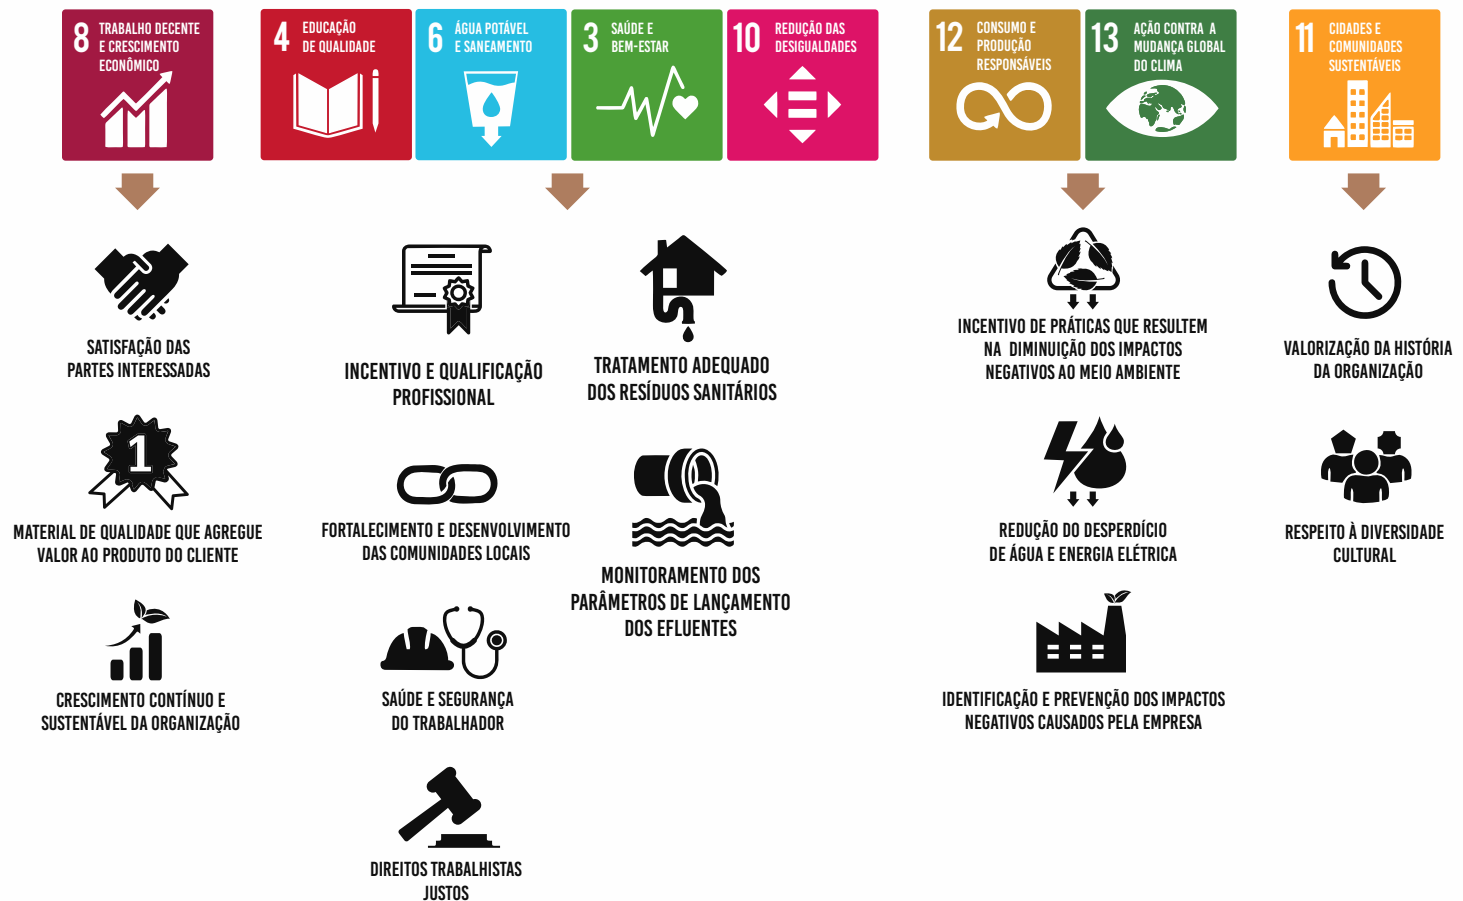 8
TRABALHO DECENTE
E CRESCIMENTO
ECONÔMICO
4
EDUCAÇÃO
DE QUALIDADE
6
ÁGUA POTÁVEL
E SANEAMENTO
3
SAÚDE E
BEM-ESTAR
10
REDUÇÃO DAS
DESIGUALDADES
12
CONSUMO E
PRODUÇÃO
RESPONSÁVEIS
13
AÇÃO CONTRA A
MUDANÇA GLOBAL
DO CLIMA
11
CIDADES E
COMUNIDADES
SUSTENTÁVEIS
SATISFAÇÃO DAS
PARTES INTERESSADAS
1
MATERIAL DE QUALIDADE QUE AGREGUE
VALOR AO PRODUTO DO CLIENTE
CRESCIMENTO CONTÍNUO E
SUSTENTÁVEL DA ORGANIZAÇÃO
INCENTIVO E QUALIFICAÇÃO
PROFISSIONAL
FORTALECIMENTO E DESENVOLVIMENTO
DAS COMUNIDADES LOCAIS
SAÚDE E SEGURANÇA
DO TRABALHADOR
DIREITOS TRABALHISTAS
JUSTOS
TRATAMENTO ADEQUADO
DOS RESÍDUOS SANITÁRIOS
MONITORAMENTO DOS
PARÂMETROS DE LANÇAMENTO
DOS EFLUENTES
INCENTIVO DE PRÁTICAS QUE RESULTEM
NA DIMINUIÇÃO DOS IMPACTOS
NEGATIVOS AO MEIO AMBIENTE
REDUÇÃO DO DESPERDÍCIO
DE ÁGUA E ENERGIA ELÉTRICA
IDENTIFICAÇÃO E PREVENÇÃO DOS IMPACTOS
NEGATIVOS CAUSADOS PELA EMPRESA
VALORIZAÇÃO DA HISTÓRIA
DA ORGANIZAÇÃO
RESPEITO À DIVERSIDADE
CULTURAL